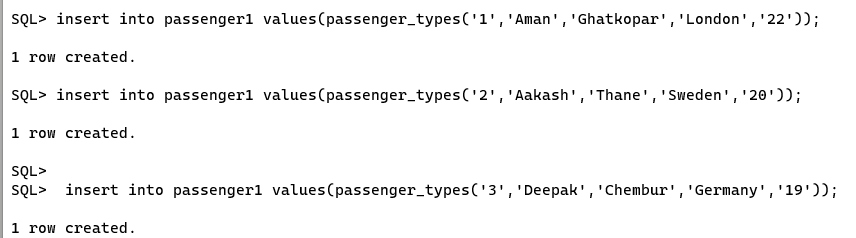 SQL> insert into passenger1 values(passenger_types('1','Aman','Ghatkopar','London','22'));
1 row created.
SQL> insert into passenger1 values(passenger_types('2','Aakash','Thane','Sweden','20'));
1 row created.
SQL>
SQL>  insert into passenger1 values(passenger_types('3','Deepak','Chembur','Germany','19'));
1 row created.